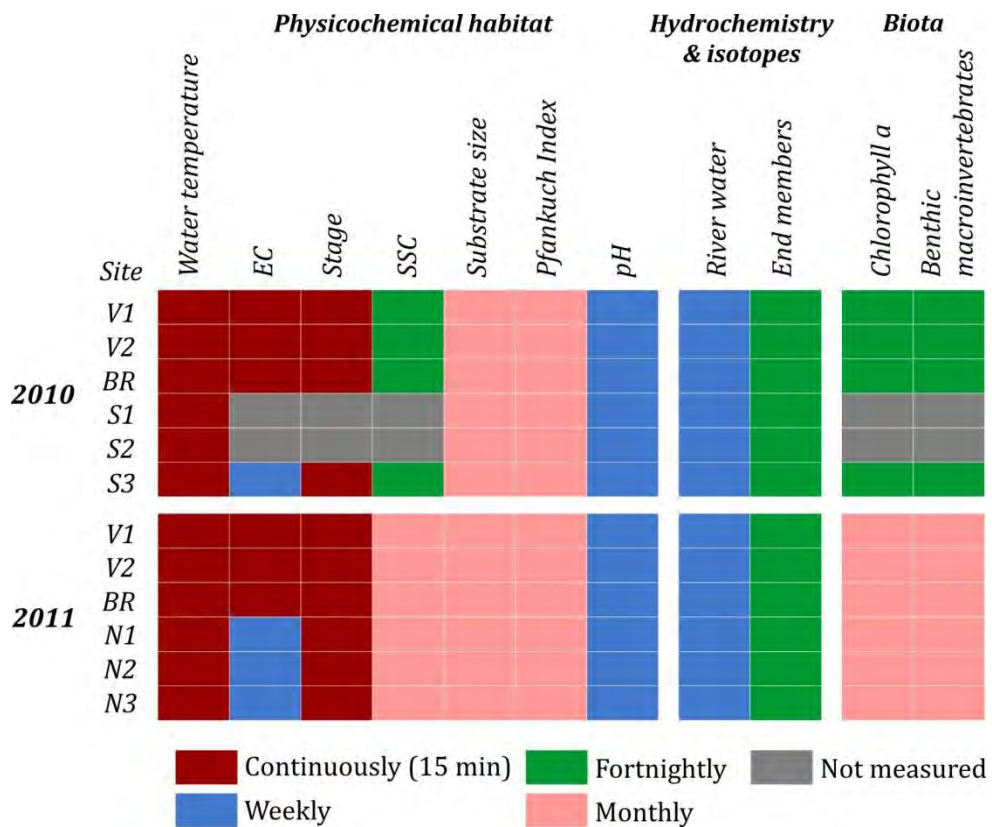 Physicochemical habitat
Hydrochemistry
& isotopes
Biota
Site
Water temperature
EC
Stage
SSC
Substrate size
Pfankuch Index
pH
River water
End members
Chlorophyll a
Benthic
macroinvertebrates
2010
V1
V2
BR
S1
S2
S3
2011
V1
V2
BR
N1
N2
N3
Continuously (15 min)
Fortnightly
Not measured
Weekly
Monthly